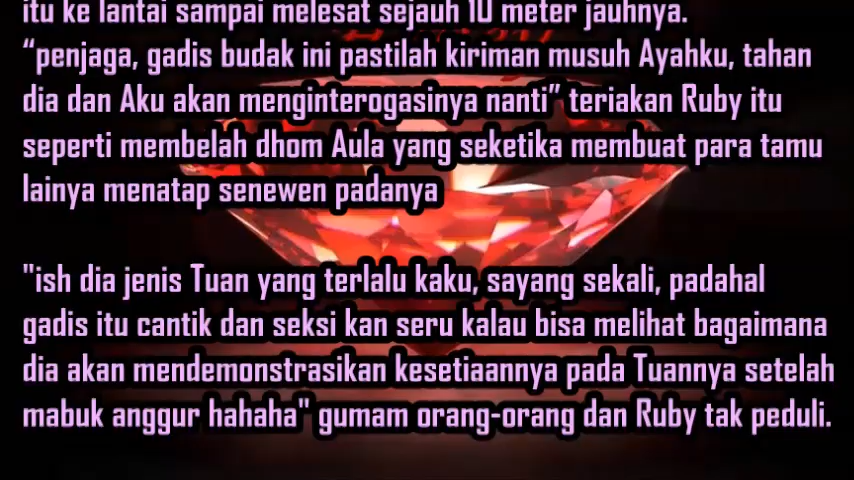 itu ke lantai sampai melesat sejauh 10 meter jauhnya.
“penjaga, gadis budak ini pastilah kiriman musuh Ayahku, tahan
dia dan Aku akan menginterogasinya nanti” teriakan Ruby itu
seperti membelah dhom Aula yang seketika membuat para tamu
lainya menatap senewen padanya
"ish dia jenis Tuan yang terlalu kaku, sayang sekali, padahal
gadis itu cantik dan seksi kan seru kalau bisa melihat bagaimana
dia akan mendemonstrasikan kesetiaannya pada Tuannya setelah
mabuk anggur hahaha" gumam orang-orang dan Ruby tak peduli.